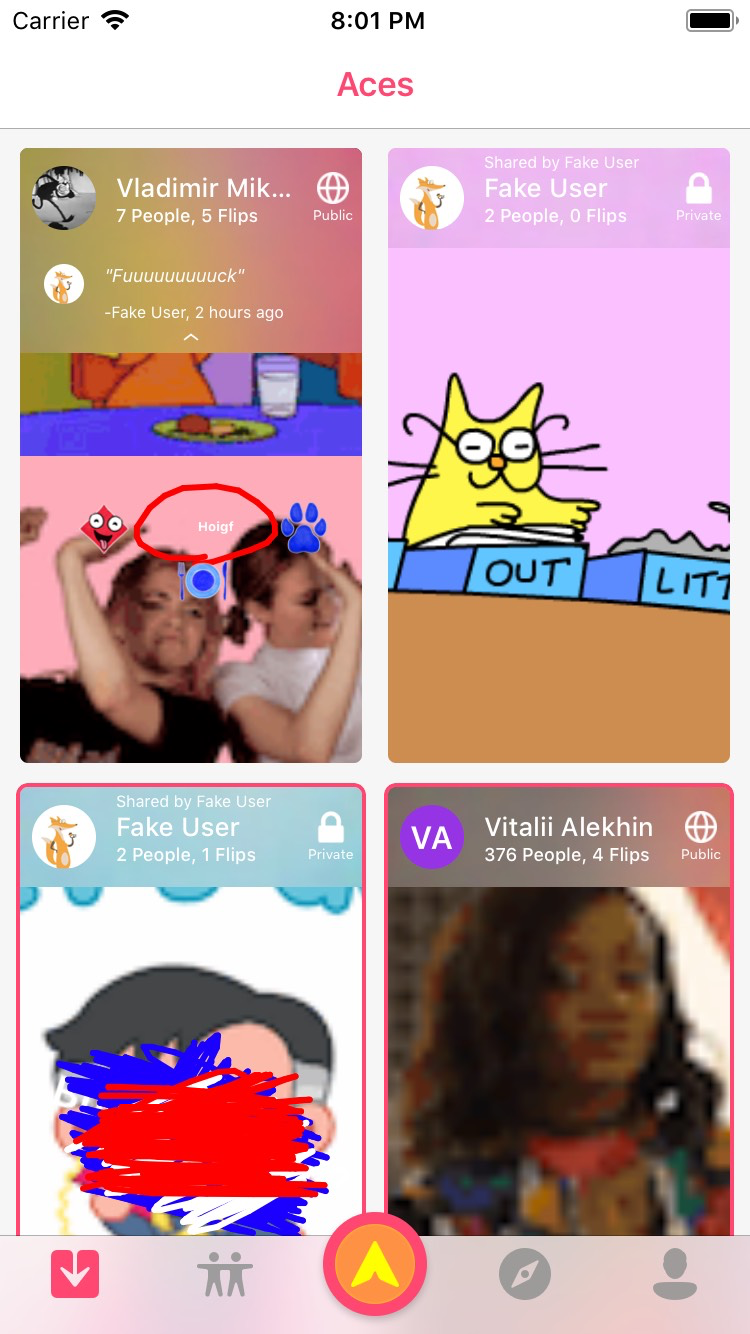 Carrier 8:01 PM
Aces
Vladimir Mik...
7 People, 5 Flips
Public
"Fuuuuuuuuuck"
-Fake User, 2 hours ago
Hoigf
Shared by Fake User
Fake User
2 People, 0 Flips
Private
OUT
LITT
Shared by Fake User
Fake User
2 People, 1 Flips
Private
VA
Vitalii Alekhin
376 People, 4 Flips
Public